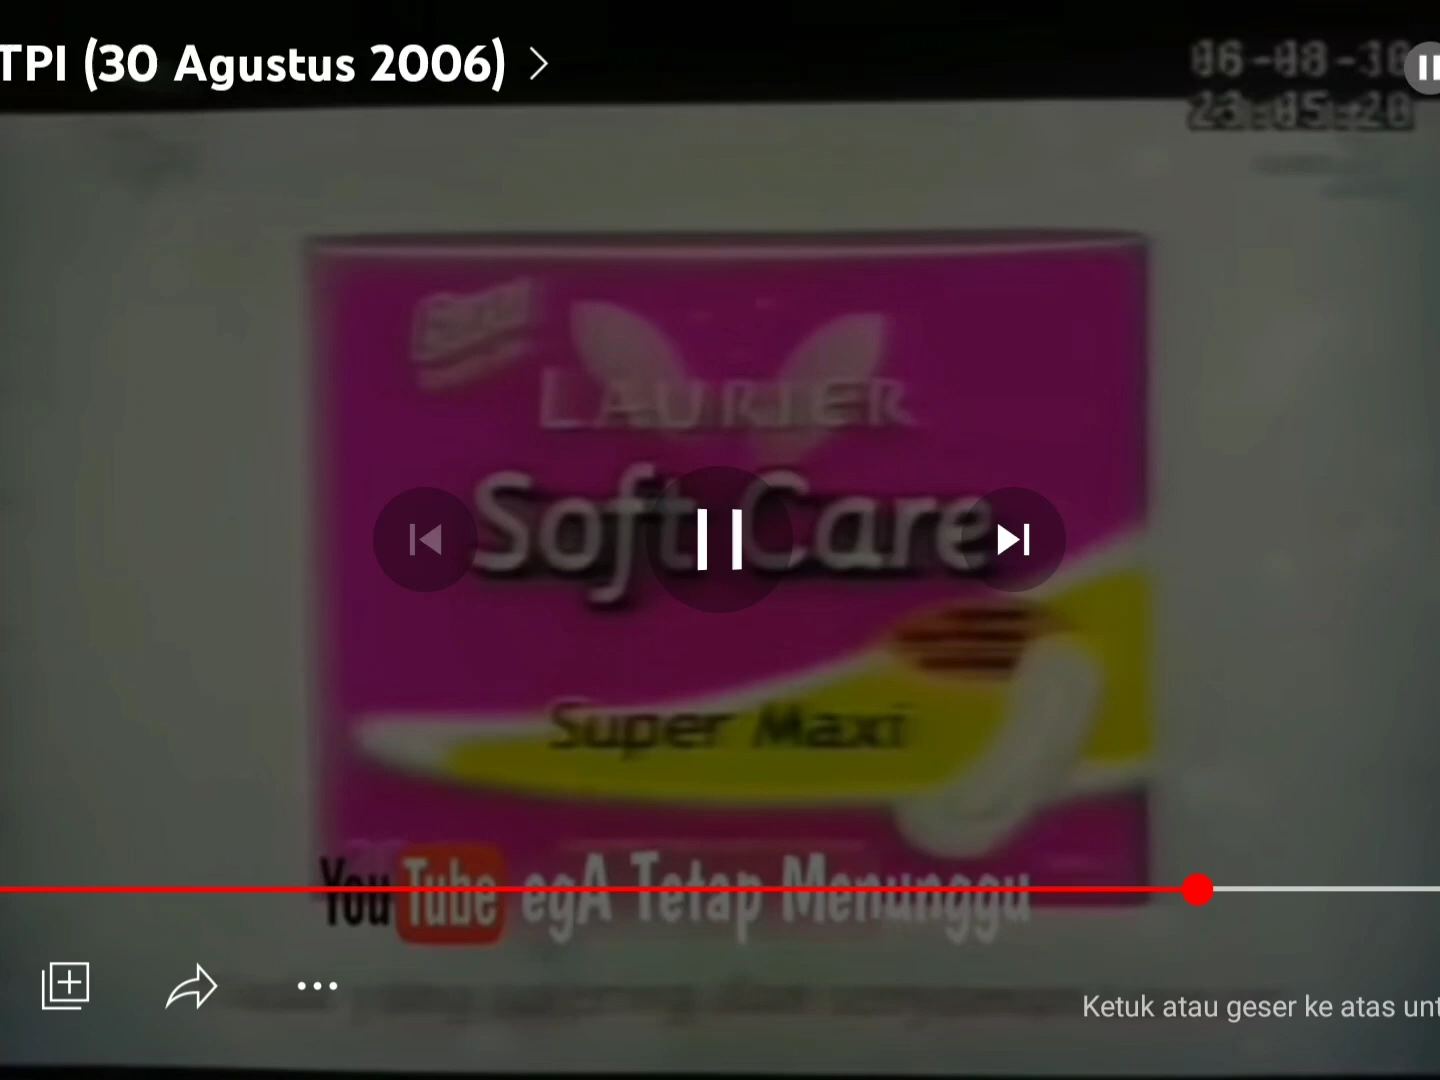 TPI (30 Agustus 2006)
06-08-30
23:05:20
LAURIER
Soft Care
Super Maxi
YouTube egA Tetap Menunggu
Ketuk atau geser ke atas unt